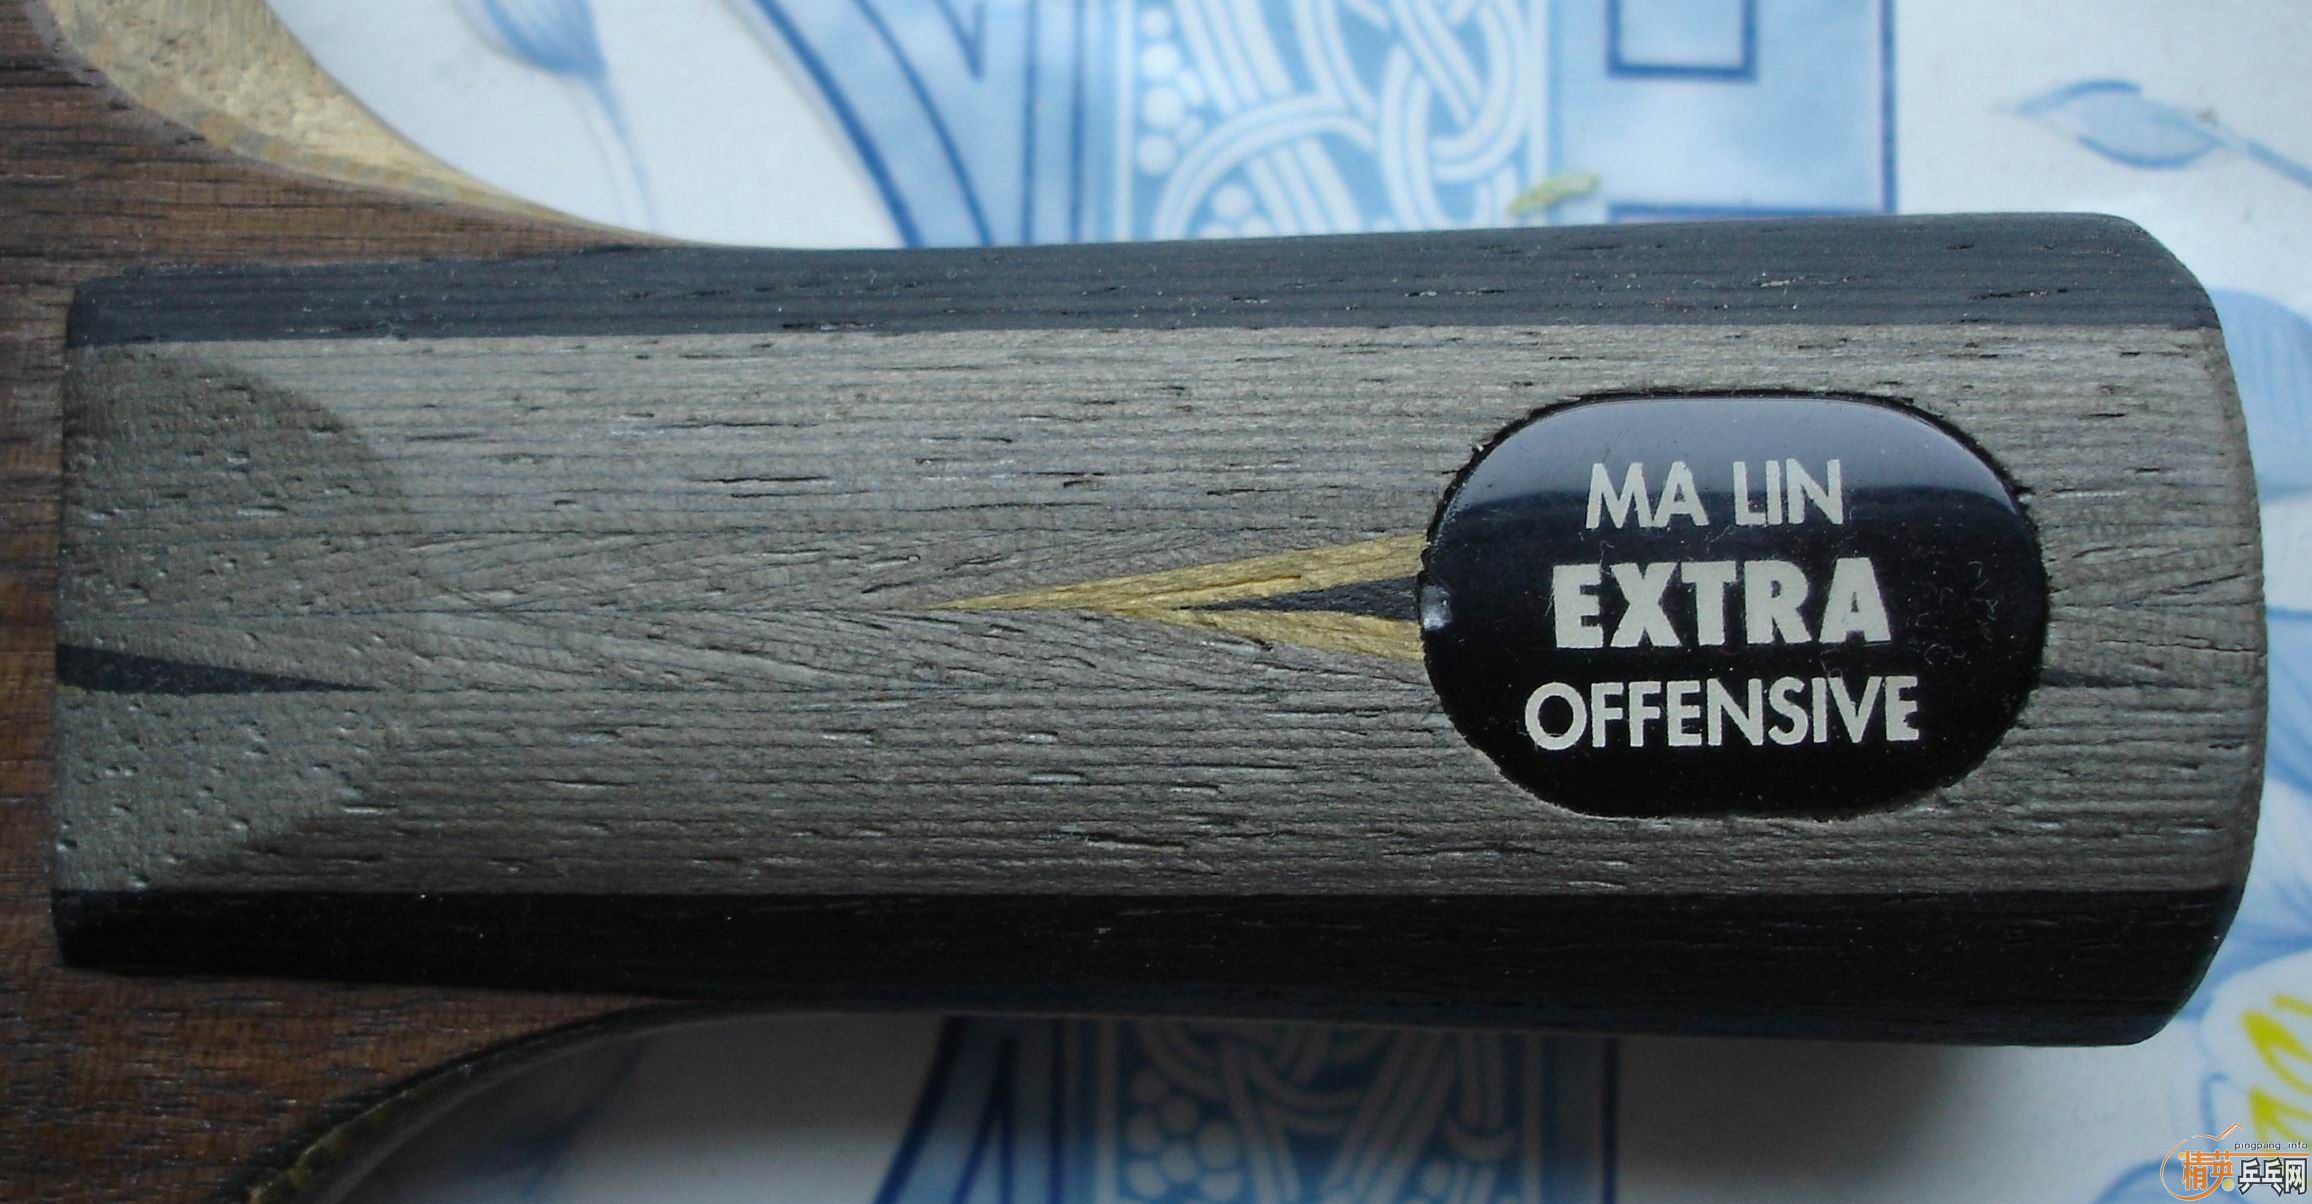 MA LIN
EXTRA
OFFENSIVE
pingpang_info
精英乒乓网